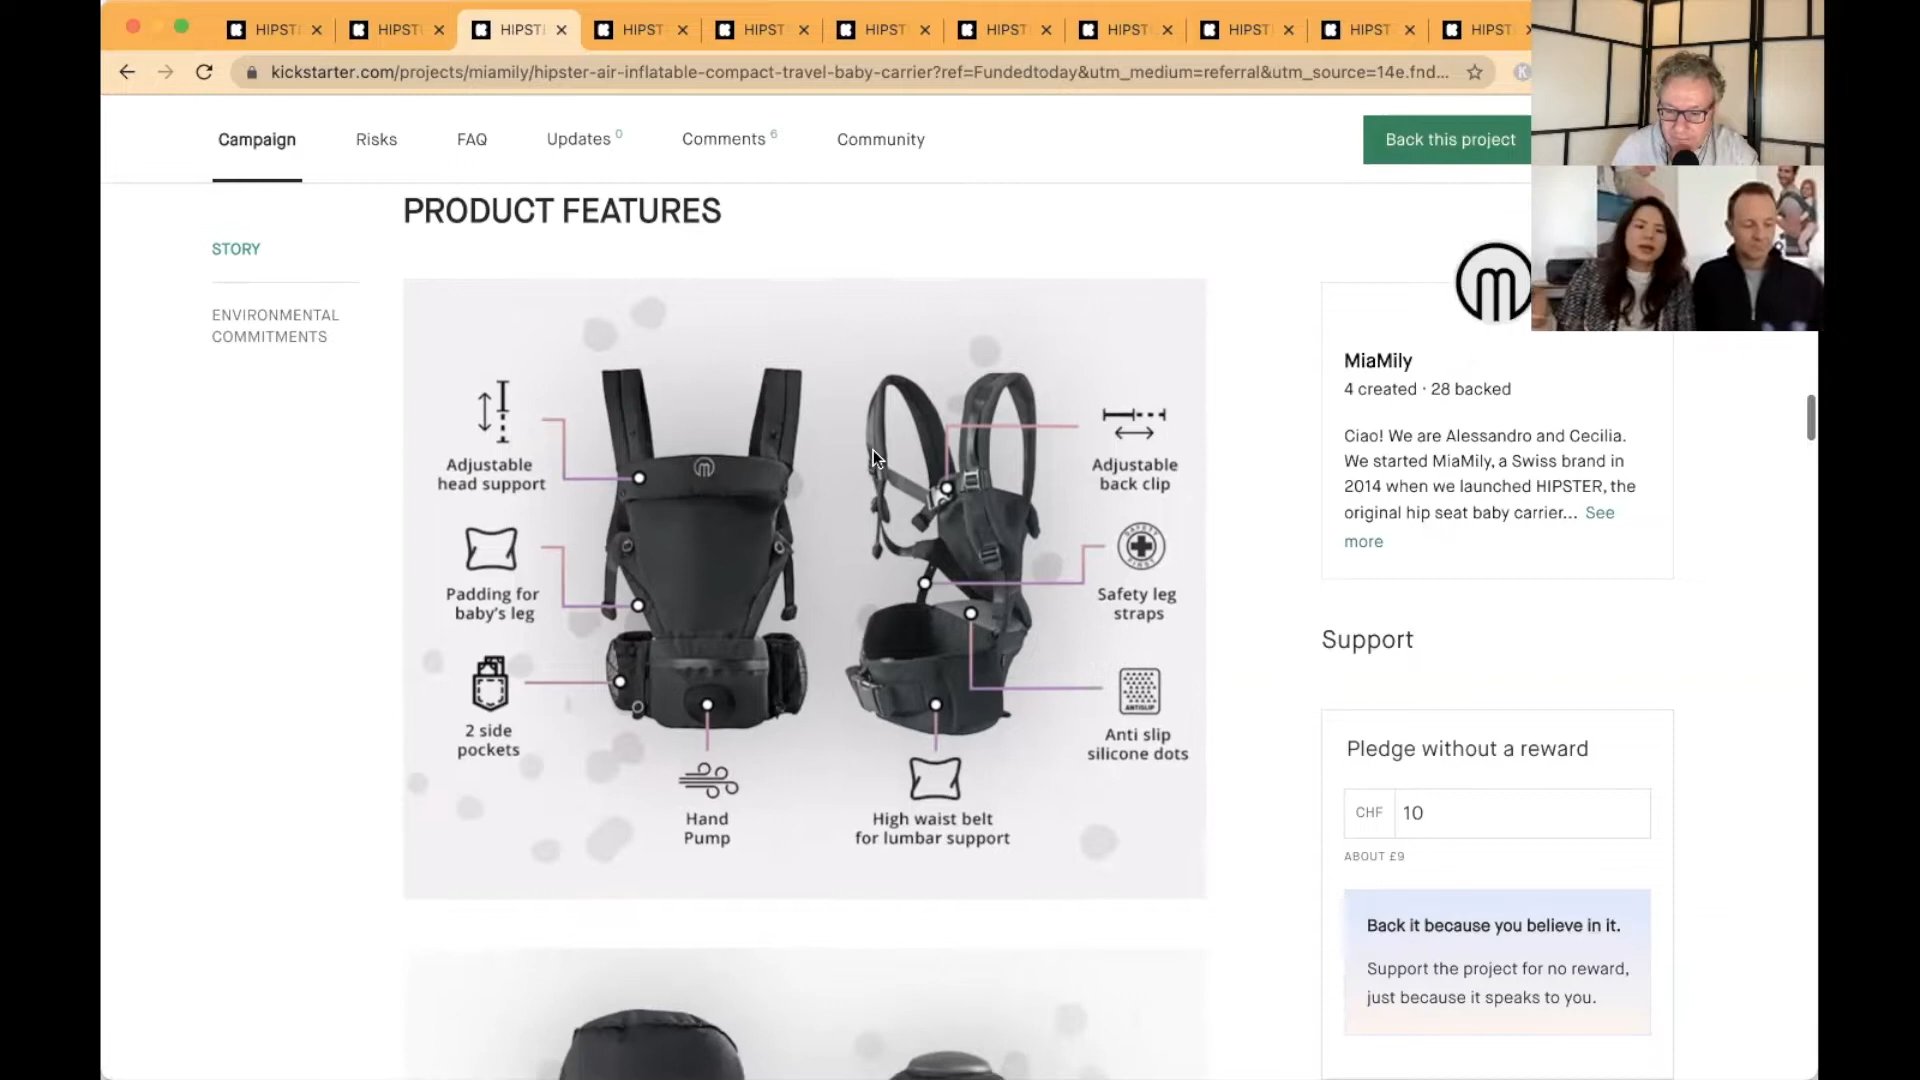 HIPST
HIPST
HIPST
HIPST
HIPST
HIPST
HIPST
HIPST
HIPST
HIPST
HIPST
kickstarter.com/projects/miamily/hipster-air-inflatable-compact-travel-baby-carrier?ref=Fundedtoday&utm_medium=referral&utm_source=14e.fnd...
Campaign
Risks
FAQ
Updates 0
Comments 6
Community
Back this project
STORY
ENVIRONMENTAL
COMMITMENTS
PRODUCT FEATURES
Adjustable
head support
Padding for
baby's leg
2 side
pockets
Hand
Pump
High waist belt
for lumbar support
Adjustable
back clip
Safety leg
straps
ANTISLIP
Anti slip
silicone dots
MiaMily
4 created · 28 backed
Ciao! We are Alessandro and Cecilia.
We started MiaMily, a Swiss brand in
2014 when we launched HIPSTER, the
original hip seat baby carrier... See
more
Support
Pledge without a reward
CHF 10
ABOUT £9
Back it because you believe in it.
Support the project for no reward,
just because it speaks to you.